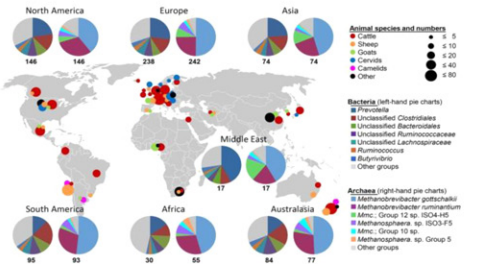 North America
Europe
Asia
146 146
236 242
74 74
Animal species and numbers
Cattle
Sheep
Goats
Cervids
Camelids
Other
≤ 5
≤ 10
≤ 20
≤ 40
≤ 80
Bacteria (left-hand pie charts)
Prevotella
Unclassified Clostridiales
Unclassified Bacteroidales
Unclassified Ruminococcaceae
Unclassified Lachnospiraceae
Ruminococcus
Butyrivibrio
Other groups
Middle East
17 17
Archaea (right-hand pie charts)
Methanobrevibacter gottschalkii
Methanobrevibacter ruminantium
Mmc.; Group 12 sp. ISO4-H5
Methanosphaera. sp. ISO3-F5
Mmc.; Group 10 sp.
Methanosphaera. sp. Group 5
Other groups
South America
Africa
Australasia
95 93
30 55
84 77